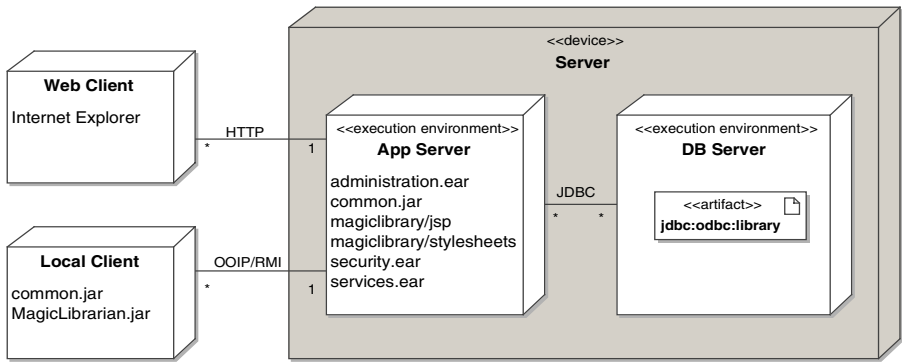 <<device>>
Server
Web Client
Internet Explorer
HTTP
*
1
<<execution environment>>
App Server
administration.ear
common.jar
magiclibrary/jsp
magiclibrary/stylesheets
security.ear
services.ear
JDBC
*
*
<<execution environment>>
DB Server
<<artifact>>
jdbc:odbc:library
Local Client
common.jar
MagicLibrarian.jar
OOIP/RMI
*
1